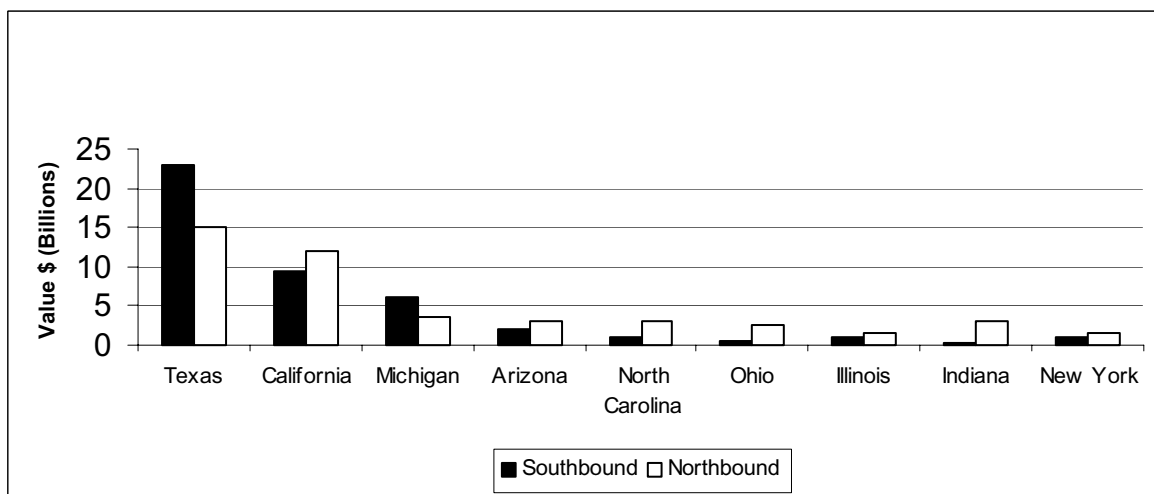 Value $ (Billions)
25
20
15
10
5
0
Texas California Michigan Arizona North Carolina Ohio Illinois Indiana New York
Southbound Northbound